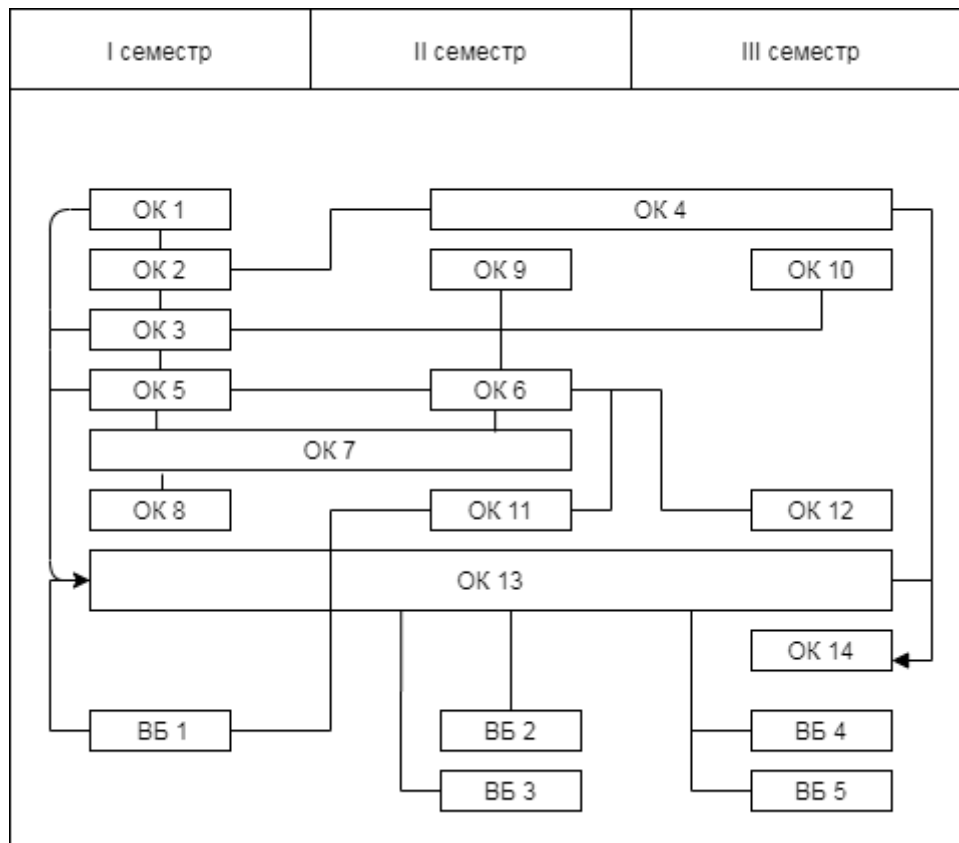 І семестр
ІІ семестр
ІІІ семестр
ОК 1
ОК 4
ОК 2
ОК 9
ОК 10
ОК 3
ОК 5
ОК 6
ОК 7
ОК 8
ОК 11
ОК 12
ОК 13
ОК 14
ВБ 1
ВБ 2
ВБ 4
ВБ 3
ВБ 5